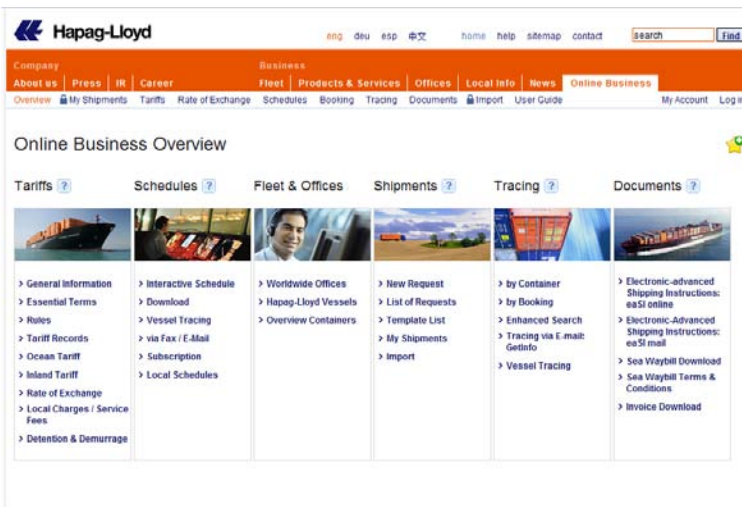 Hapag-Lloyd
eng deu esp 中文 home help sitemap contact search Find
Company Business
About us Press IR Career Fleet Products & Services Offices Local Info News Online Business
Overview My Shipments Tariffs Rate of Exchange Schedules Booking Tracing Documents Import User Guide My Account Log in
Online Business Overview
Tariffs ? Schedules ? Fleet & Offices Shipments ? Tracing ? Documents ?
> General Information
> Essential Terms
> Rules
> Tariff Records
> Ocean Tariff
> Inland Tariff
> Rate of Exchange
> Local Charges / Service
Fees
> Detention & Demurrage
> Interactive Schedule
> Download
> Vessel Tracing
> via Fax / E-Mail
> Subscription
> Local Schedules
> Worldwide Offices
> Hapag-Lloyd Vessels
> Overview Containers
> New Request
> List of Requests
> Template List
> My Shipments
> Import
> by Container
> by Booking
> Enhanced Search
> Tracing via E-mail:
GetInfo
> Vessel Tracing
> Electronic-advanced
Shipping Instructions:
eaSI online
> Electronic-Advanced
Shipping Instructions:
eaSI mail
> Sea Waybill Download
> Sea Waybill Terms &
Conditions
> Invoice Download